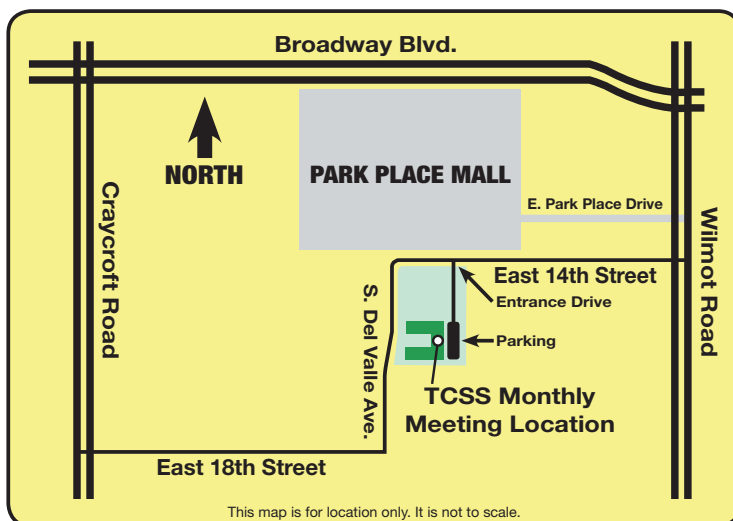 Broadway Blvd.
NORTH
PARK PLACE MALL
E. Park Place Drive
Craycroft Road
Wilmot Road
East 14th Street
Entrance Drive
S. Del Valle Ave.
Parking
TCSS Monthly
Meeting Location
East 18th Street
This map is for location only. It is not to scale.